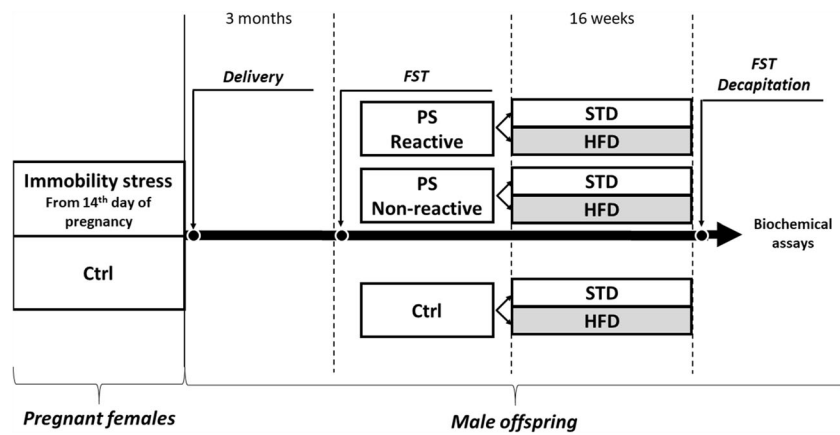 3 months
16 weeks
Delivery
FST
FST
Decapitation
PS
Reactive
STD
HFD
Immobility stress
From 14th day of
pregnancy
PS
Non-reactive
STD
HFD
Biochemical
assays
Ctrl
Ctrl
STD
HFD
Pregnant females
Male offspring